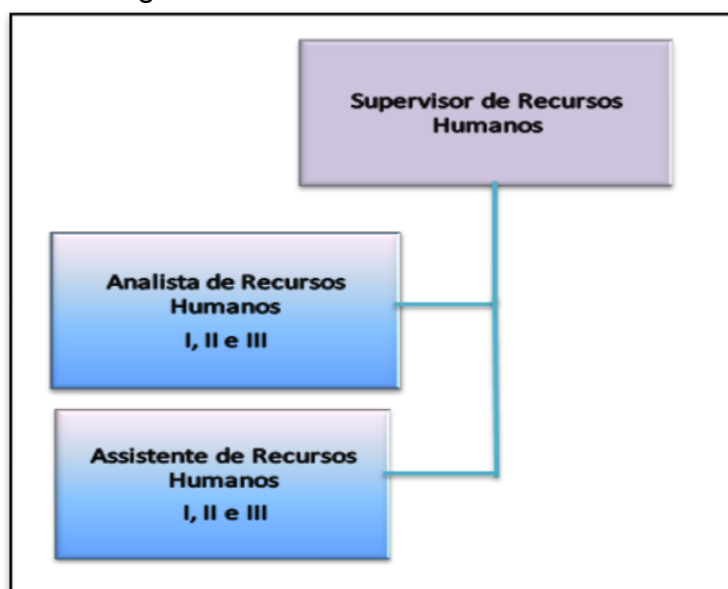 Supervisor de Recursos
Humanos
Analista de Recursos
Humanos
I, II e III
Assistente de Recursos
Humanos
I, II e III